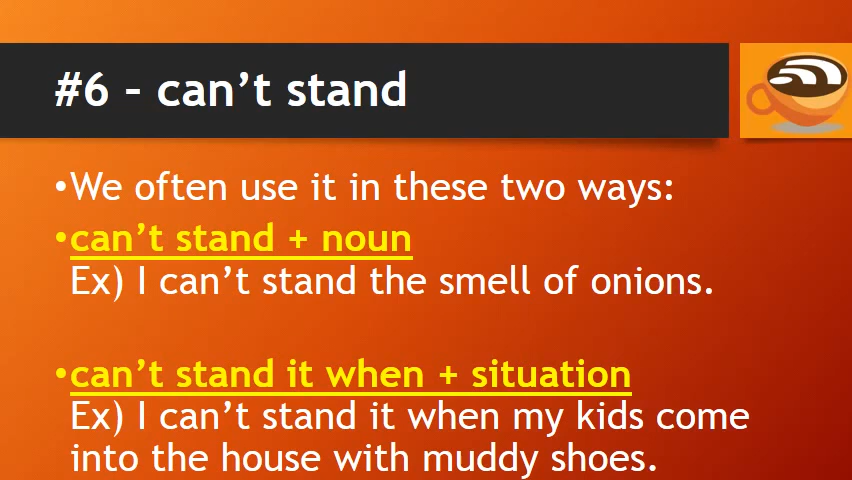 #6 – can’t stand
•We often use it in these two ways:
•can’t stand + noun
Ex) I can’t stand the smell of onions.
•can’t stand it when + situation
Ex) I can’t stand it when my kids come
into the house with muddy shoes.